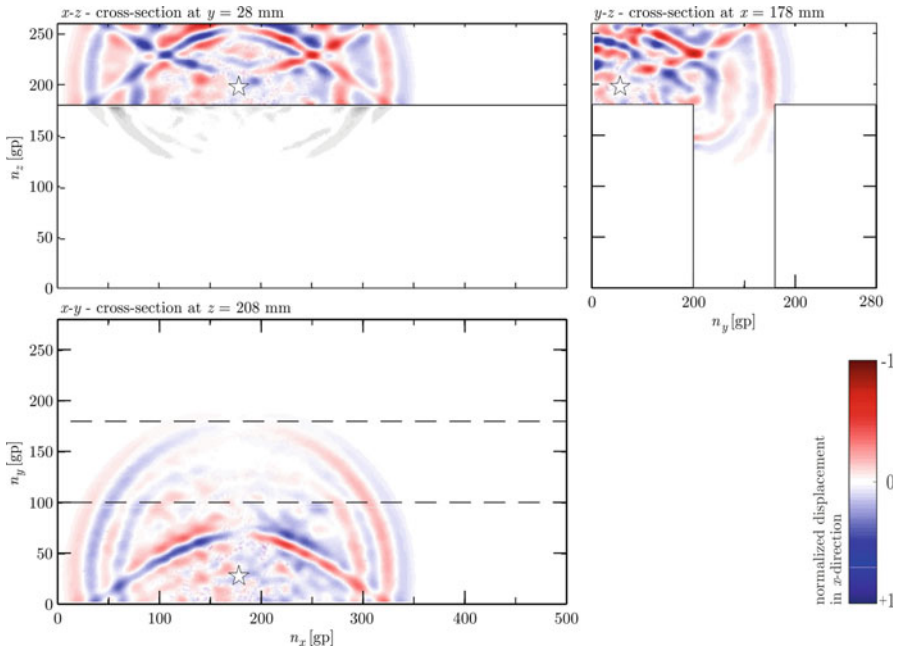 x-z - cross-section at y = 28 mm
y-z - cross-section at x = 178 mm
250
200
150
100
50
0
n_z [gp]
0
200
200
280
n_y [gp]
x-y - cross-section at z = 208 mm
250
200
150
100
50
0
n_y [gp]
0
100
200
300
400
500
n_x [gp]
-1
0
+1
normalized displacement
in x-direction